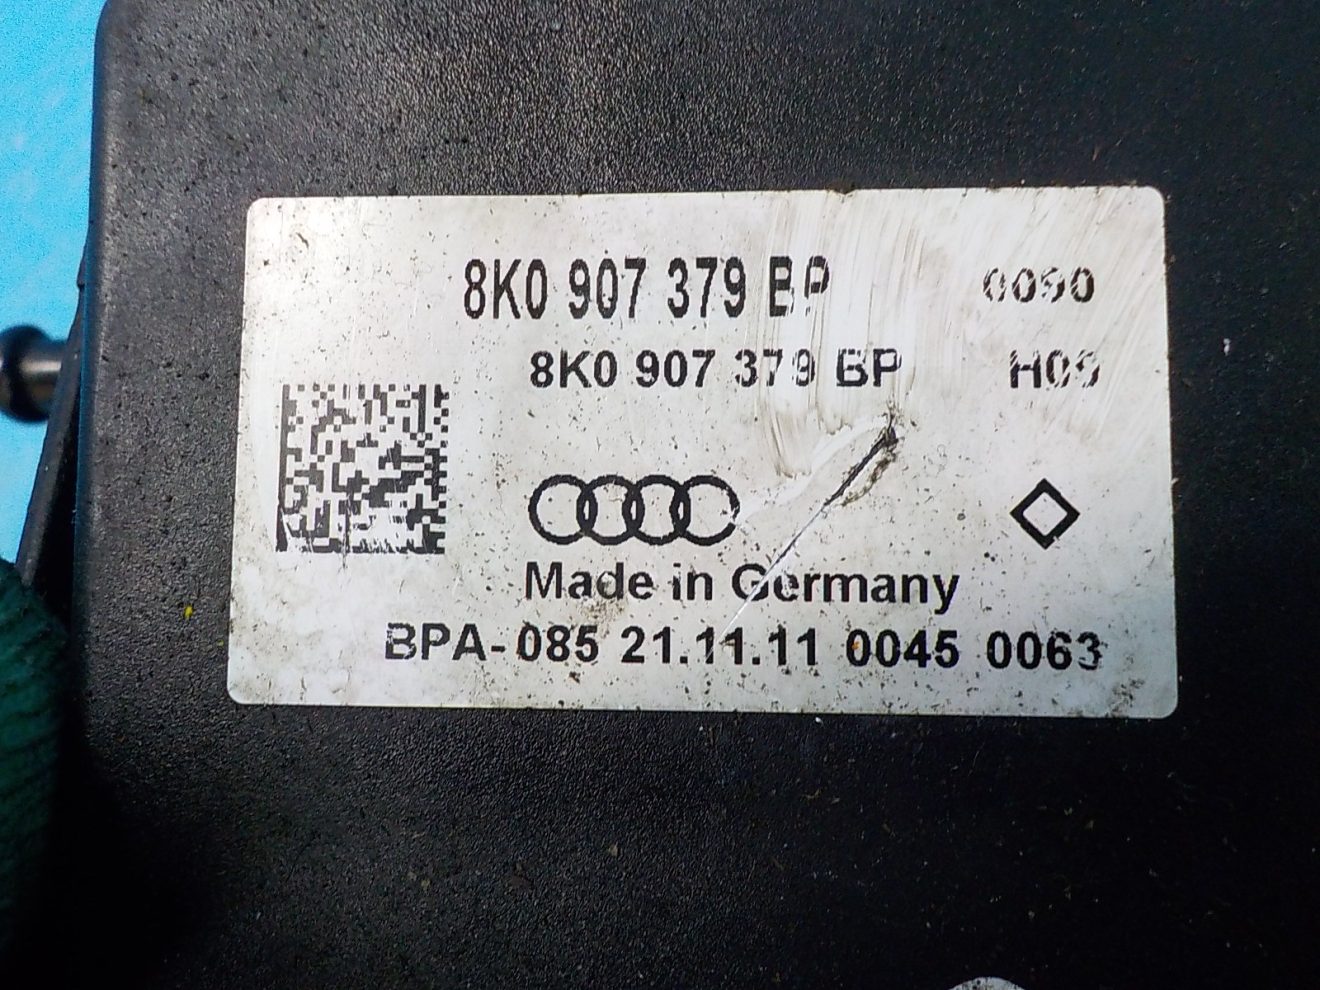 8K0 907 379 BP 0090
8K0 907 379 BP H09
Made in Germany
BPA-085 21.11.11 0045 0063